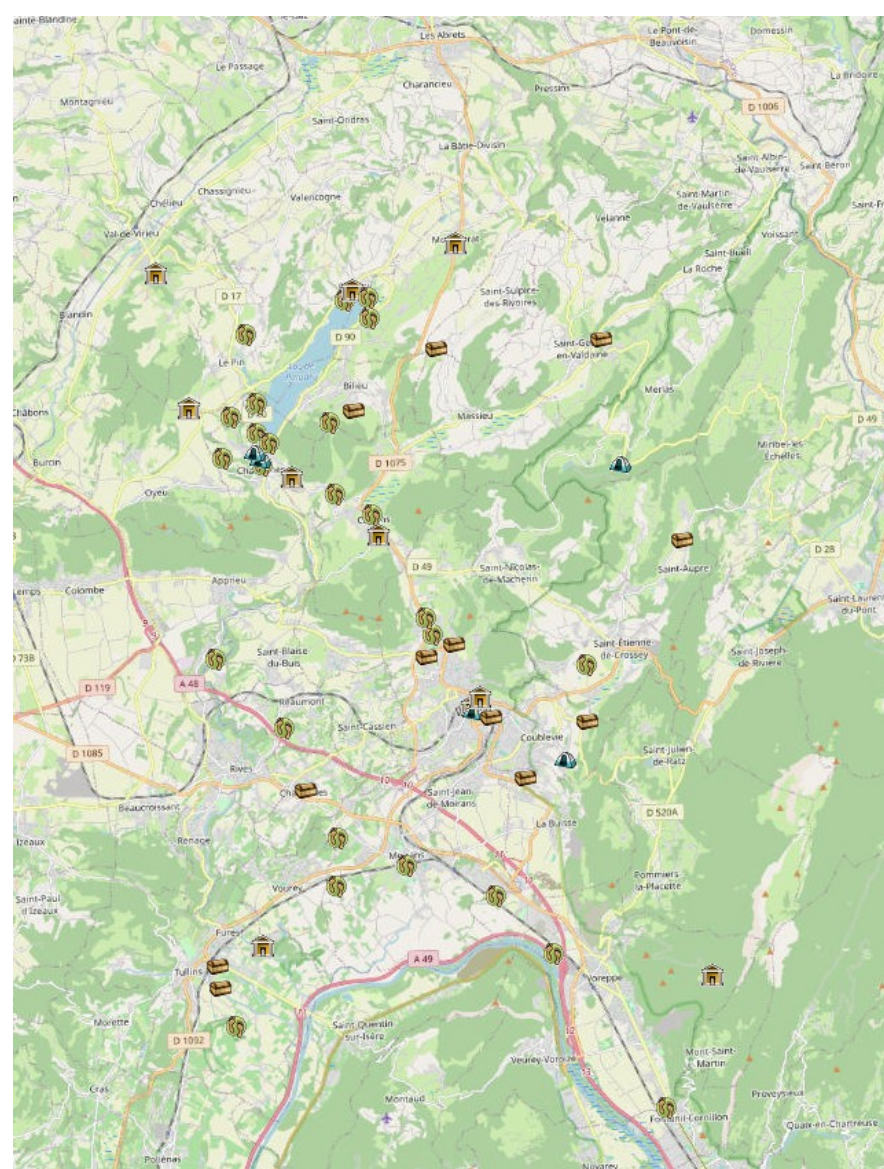 Les Abrets
Le Pont-de-
Beauvoisin
Domessin
Le Passage
La Bridoire
Charancieu
Pressins
Montagnieu
D 1006
Saint-Ondras
La Bâtie-Divisin
Saint-Albin-
de-Vaulserre
Saint-Béron
Chassignieu
Valencogne
Saint-Martin-
de-Vaulserre
Chélieu
Velanne
Val-de-Virieu
Voissant
Saint-Bueil
La Roche
D 17
Saint-Sulpice-
des-Rivoires
Blandin
D 90
en-Valdaine
Le Pin
Bilieu
Merlas
Châbons
Massieu
D 49
Miribel-les-
Échelles
Burcin
D 1075
Oyeu
D 28
D 49
Saint-Nicolas-
de-Macherin
Saint-Aupre
Apprieu
Colombe
Saint-Laurent-
du-Pont
Saint-Étienne-
de-Crossey
Saint-Blaise
du-Buis
Saint-Joseph-
de-Rivière
D 119
A 48
Réaumont
Saint-Cassien
Coublevie
D 1085
Saint-Julien-
de-Ratz
Rives
Saint-Jean-
de-Moirans
Beaucroissant
D 520A
La Buisse
Renage
Izeaux
Pommiers-
la-Placette
Vourey
Saint-Paul
d'Izeaux
A 49
Tullins
Voreppe
Morette
Saint-Quentin
sur-Isère
D 1092
Mont-Saint-
Martin
Veurey-Voroize
Cras
Proveysieux
Montaud
Quaix-en-Chartreuse
Poliénas
Noyarey